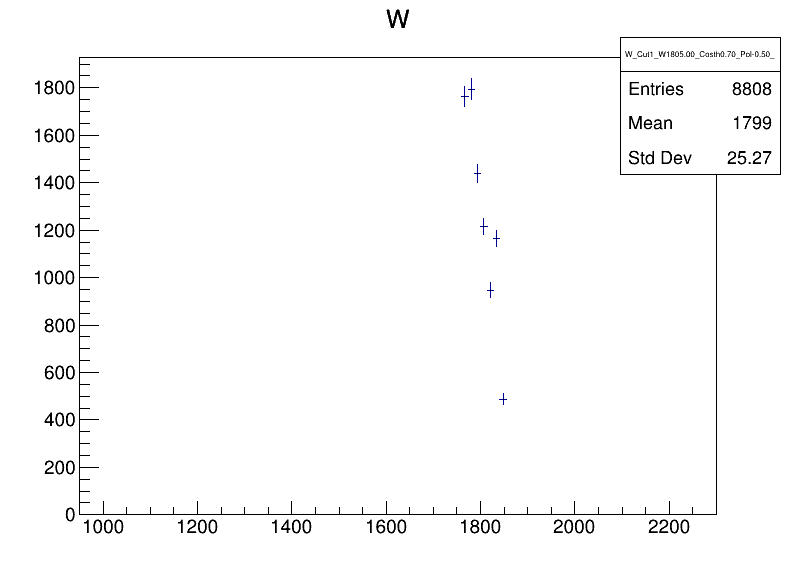 W
W_Cut1_W1805.00_Costh0.70_Pol-0.50_
Entries 8808
Mean 1799
Std Dev 25.27
1800
1600
1400
1200
1000
800
600
400
200
0
1000 1200 1400 1600 1800 2000 2200